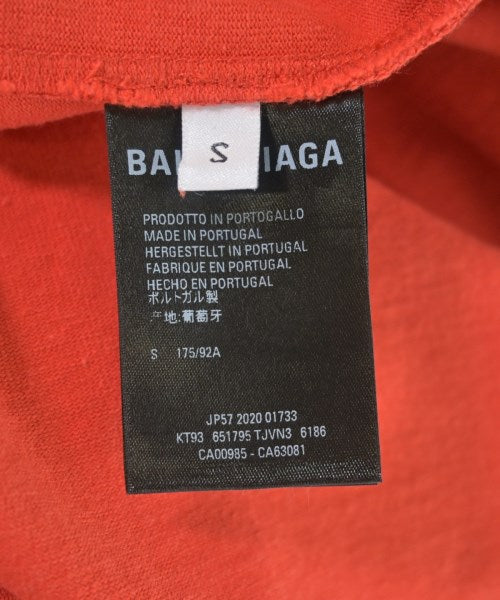 S
BAL IAGA
PRODOTTO IN PORTOGALLO
MADE IN PORTUGAL
HERGESTELLT IN PORTUGAL
FABRIQUE EN PORTUGAL
HECHO EN PORTUGAL
ポルトガル製
产地:葡萄牙
S 175/92A
JP57 2020 01733
KT93 651795 TJVN3 6186
CA00985 - CA63081